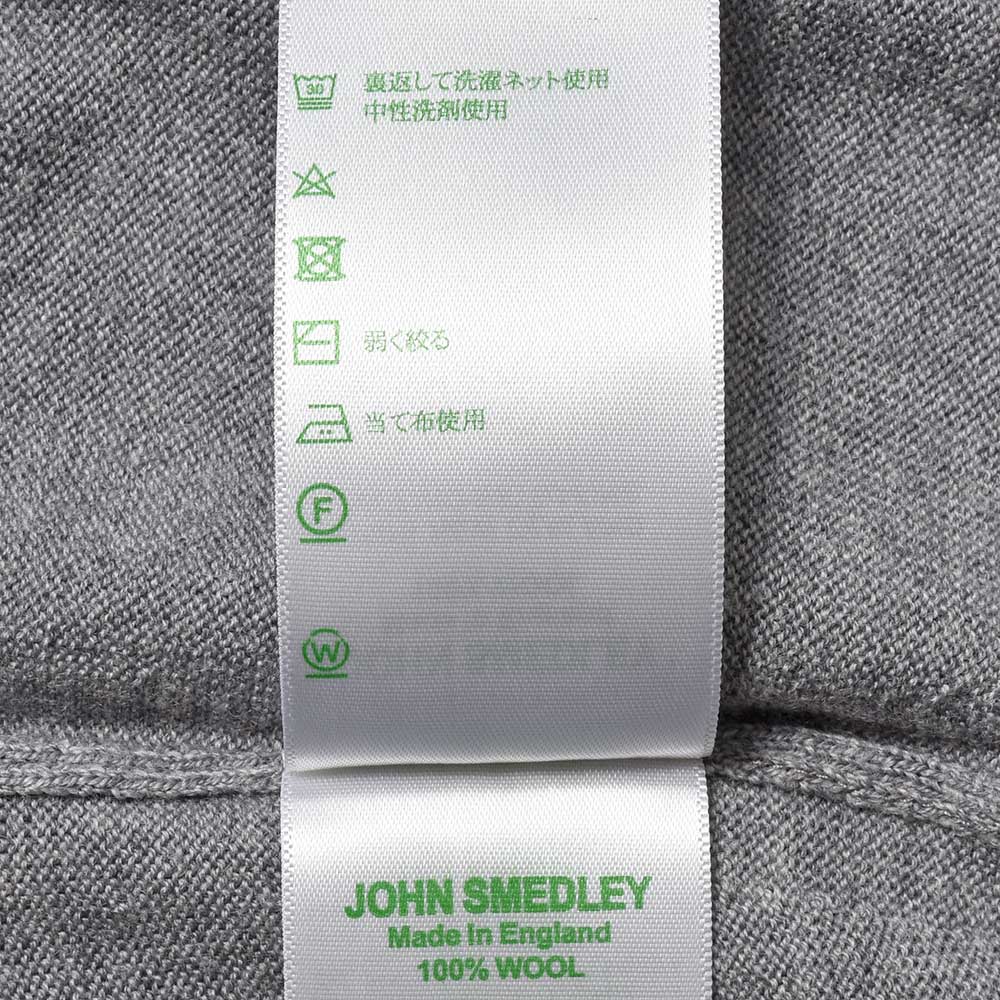 30
裏返して洗濯ネット使用
中性洗剤使用
弱く絞る
当て布使用
F
W
JOHN SMEDLEY
Made In England
100% WOOL